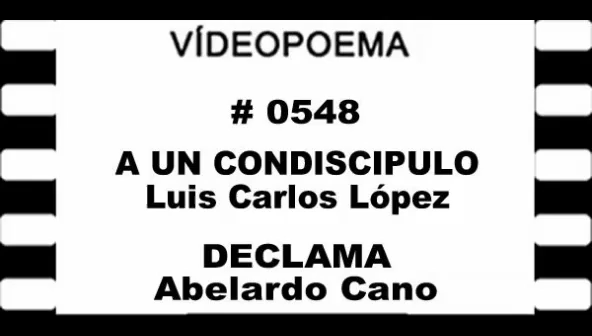 VÍDEOPOEMA
# 0548
A UN CONDISCIPULO
Luis Carlos López
DECLAMA
Abelardo Cano